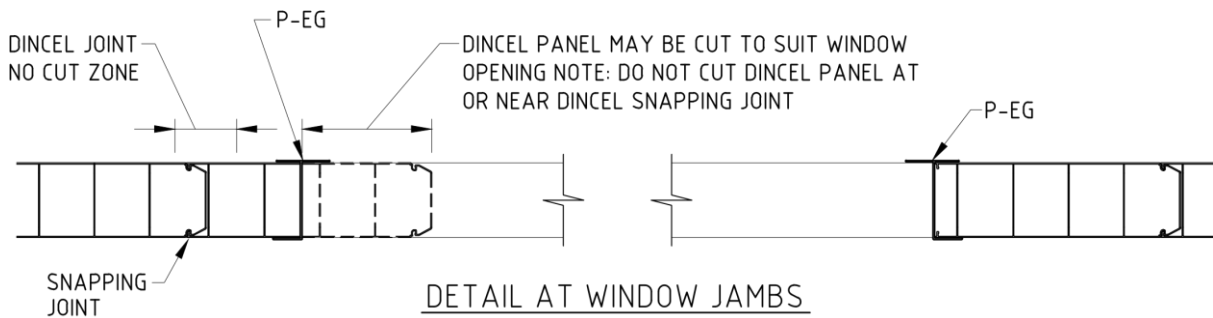 P-EG
DINCEL JOINT
NO CUT ZONE
DINCEL PANEL MAY BE CUT TO SUIT WINDOW
OPENING NOTE: DO NOT CUT DINCEL PANEL AT
OR NEAR DINCEL SNAPPING JOINT
P-EG
SNAPPING
JOINT
DETAIL AT WINDOW JAMBS